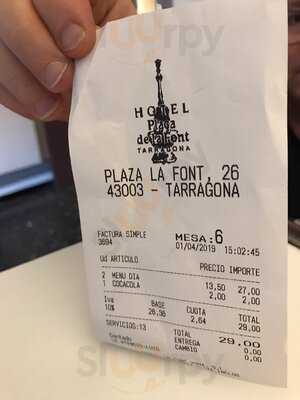 HOTEL
Plaça
de la Font
TARRAGONA
PLAZA LA FONT, 26
43003 - TARRAGONA
FACTURA SIMPLE MESA:6
3694 01/04/2019 15:02:45
Ud ARTICULO PRECIO IMPORTE
2 MENU DIA 13,50 27,00
1 COCACOLA 2,00 2,00
Iva BASE CUOTA TOTAL
10% 26,36 2,64 29,00
SERVICIOS:13 TOTAL 29,00
ENTREGA 0,00
CAMBIO 0,00
Sluurpy